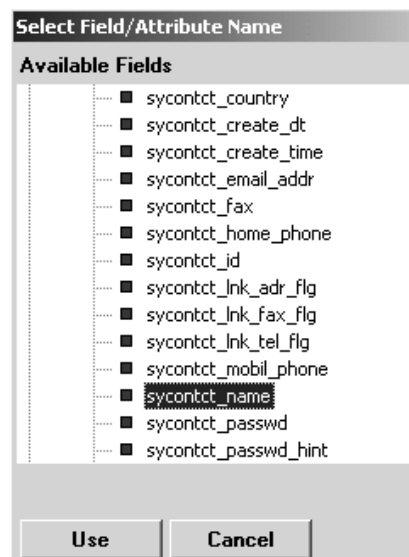 Select Field/Attribute Name
Available Fields
sycontct_country
sycontct_create_dt
sycontct_create_time
sycontct_email_addr
sycontct_fax
sycontct_home_phone
sycontct_id
sycontct_lnk_adr_flg
sycontct_lnk_fax_flg
sycontct_lnk_tel_flg
sycontct_mobil_phone
sycontct_name
sycontct_passwd
sycontct_passwd_hint
Use Cancel